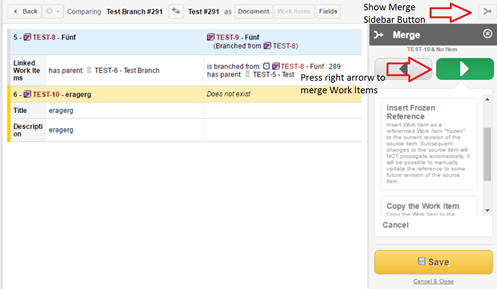 Show Merge
Sidebar Button
Back
Comparing Test Branch #291 Test #291 as Document Work Items Fields
5 - TEST-8 - Fünf
TEST-9 - Fünf
(Branched from TEST-8)
Linked
Work Ite
ms
has parent: TEST-6 - Test Branch
is branched from: TEST-8 - Fünf : 289
has parent: TEST-5 - Test
Press right arrorw to
merge Work Items
6 - TEST-10 - eragerg
Does not exist
Title
eragerg
Descripti
on
eragerg
Merge
TEST-10 & No Item
Insert Frozen
Reference
Insert Work Item as a
referenced Work Item "frozen"
to the current revision of the
source item. Subsequent
changes to the source item will
NOT propagate automatically. It
will be possible to manually
update the reference to some
future revision of the source
item.
Copy the Work Item
Copy the Work Item to the
Cancel
Save
Cancel & Close